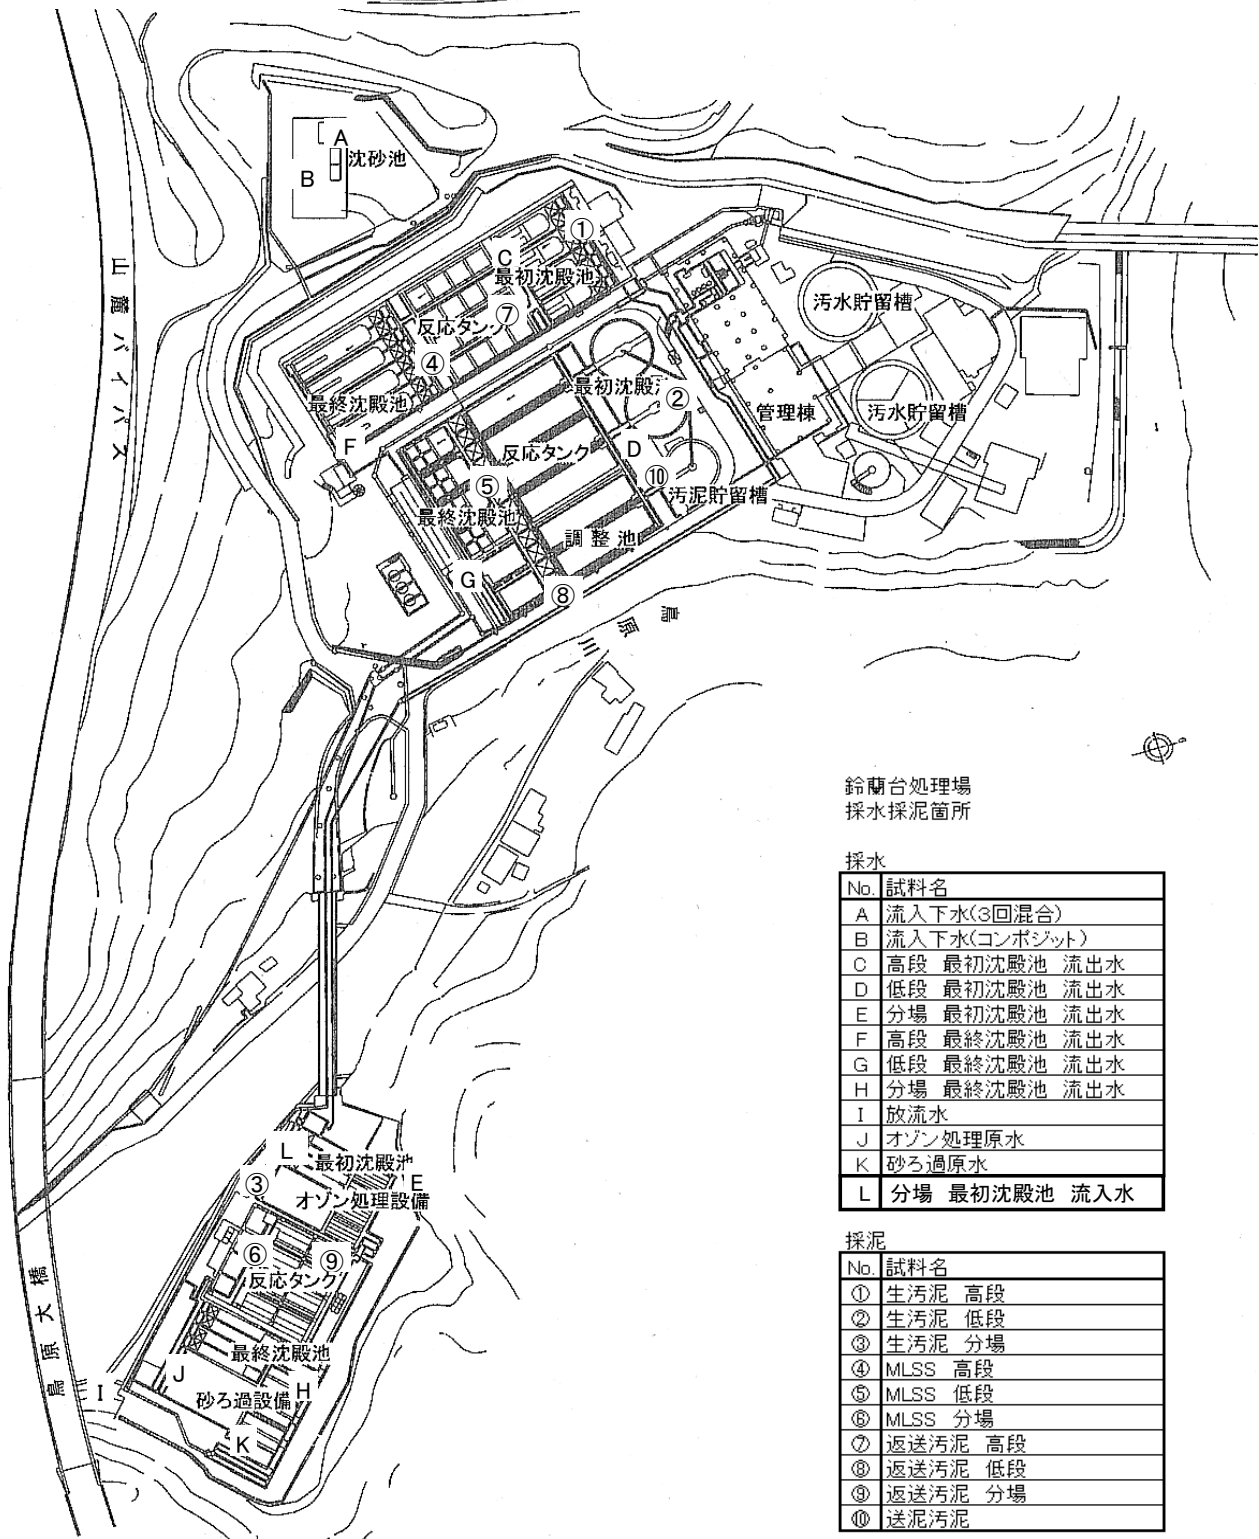 A
沈砂池
B
①
C
最初沈殿池
⑦
反応タンク
④
最終沈殿池
F
汚水貯留槽
最初沈殿池
②
管理棟
汚水貯留槽
D
反応タンク
⑩
汚泥貯留槽
⑤
最終沈殿池
調整池
G
⑧
烏原川
山麓バイパス
L
最初沈殿池
③
E
オゾン処理設備
⑥
⑨
反応タンク
最終沈殿池
J
H
砂ろ過設備
K
I
烏原大橋
鈴蘭台処理場
採水採泥箇所
採水
No. 試料名
A 流入下水(3回混合)
B 流入下水(コンポジット)
C 高段 最初沈殿池 流出水
D 低段 最初沈殿池 流出水
E 分場 最初沈殿池 流出水
F 高段 最終沈殿池 流出水
G 低段 最終沈殿池 流出水
H 分場 最終沈殿池 流出水
I 放流水
J オゾン処理原水
K 砂ろ過原水
L 分場 最初沈殿池 流入水
採泥
No. 試料名
① 生汚泥 高段
② 生汚泥 低段
③ 生汚泥 分場
④ MLSS 高段
⑤ MLSS 低段
⑥ MLSS 分場
⑦ 返送汚泥 高段
⑧ 返送汚泥 低段
⑨ 返送汚泥 分場
⑩ 送泥汚泥